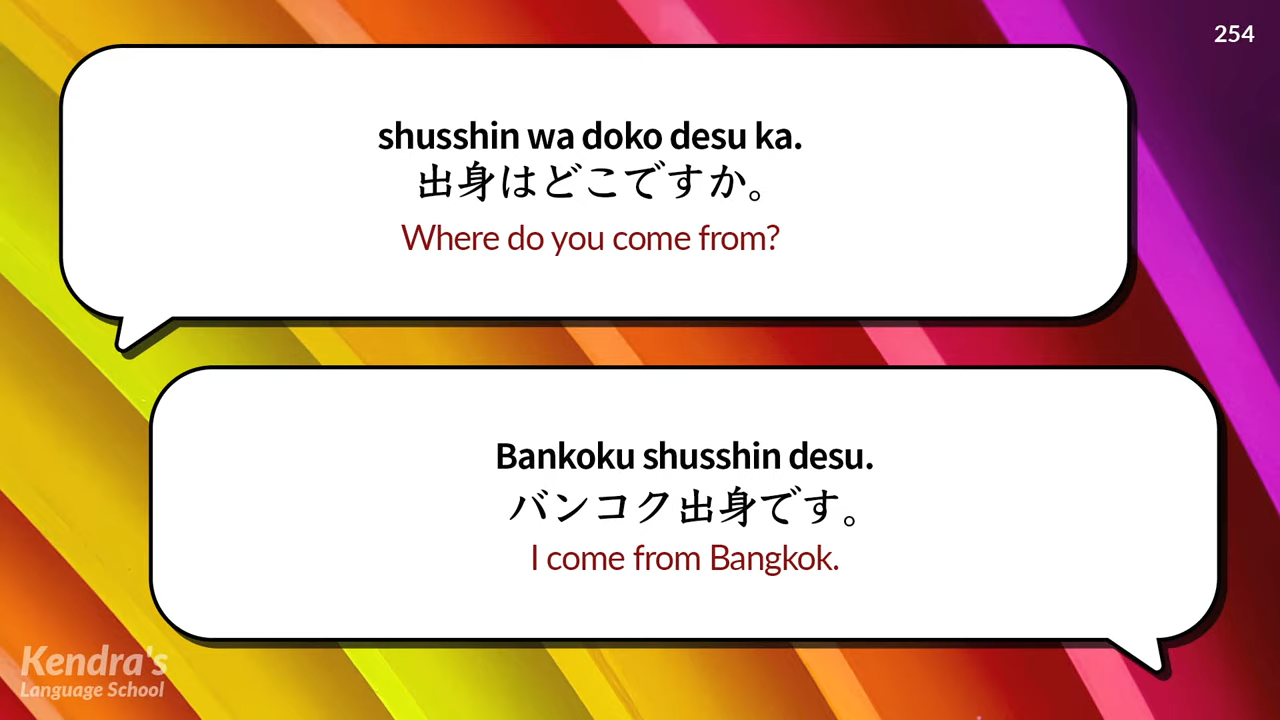 254
shusshin wa doko desu ka.
出身はどこですか。
Where do you come from?
Bankoku shusshin desu.
バンコク出身です。
I come from Bangkok.
Kendra's
Language School